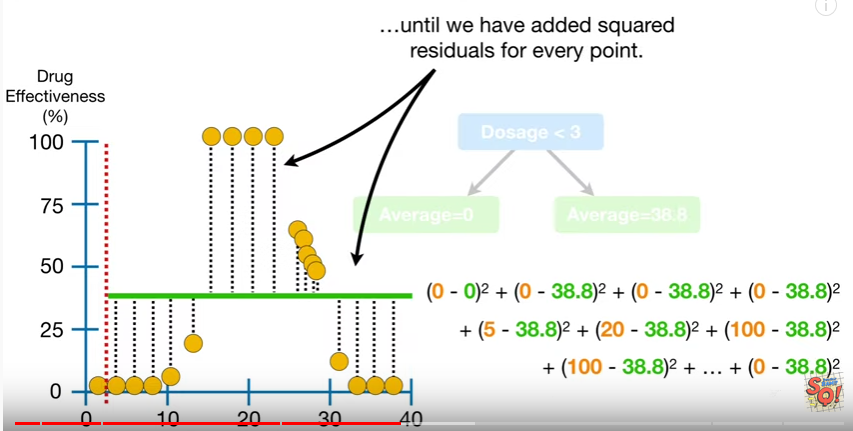 …until we have added squared
residuals for every point.
Drug
Effectiveness
(%)
100
75
50
25
0
0 10 20 30 40
Dosage < 3
Average=0 Average=38.8
(0 - 0)² + (0 - 38.8)² + (0 - 38.8)² + (0 - 38.8)²
+ (5 - 38.8)² + (20 - 38.8)² + (100 - 38.8)²
+ (100 - 38.8)² + … + (0 - 38.8)²
SQ!